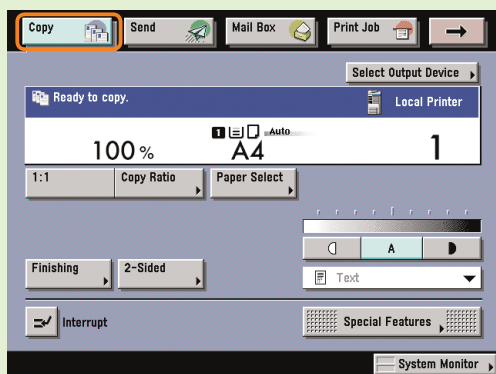 Copy Send Mail Box Print Job
Select Output Device
Ready to copy. Local Printer
1 Auto
100 % A4 1
1:1 Copy Ratio Paper Select
A
Finishing 2-Sided
Text
Interrupt Special Features
System Monitor